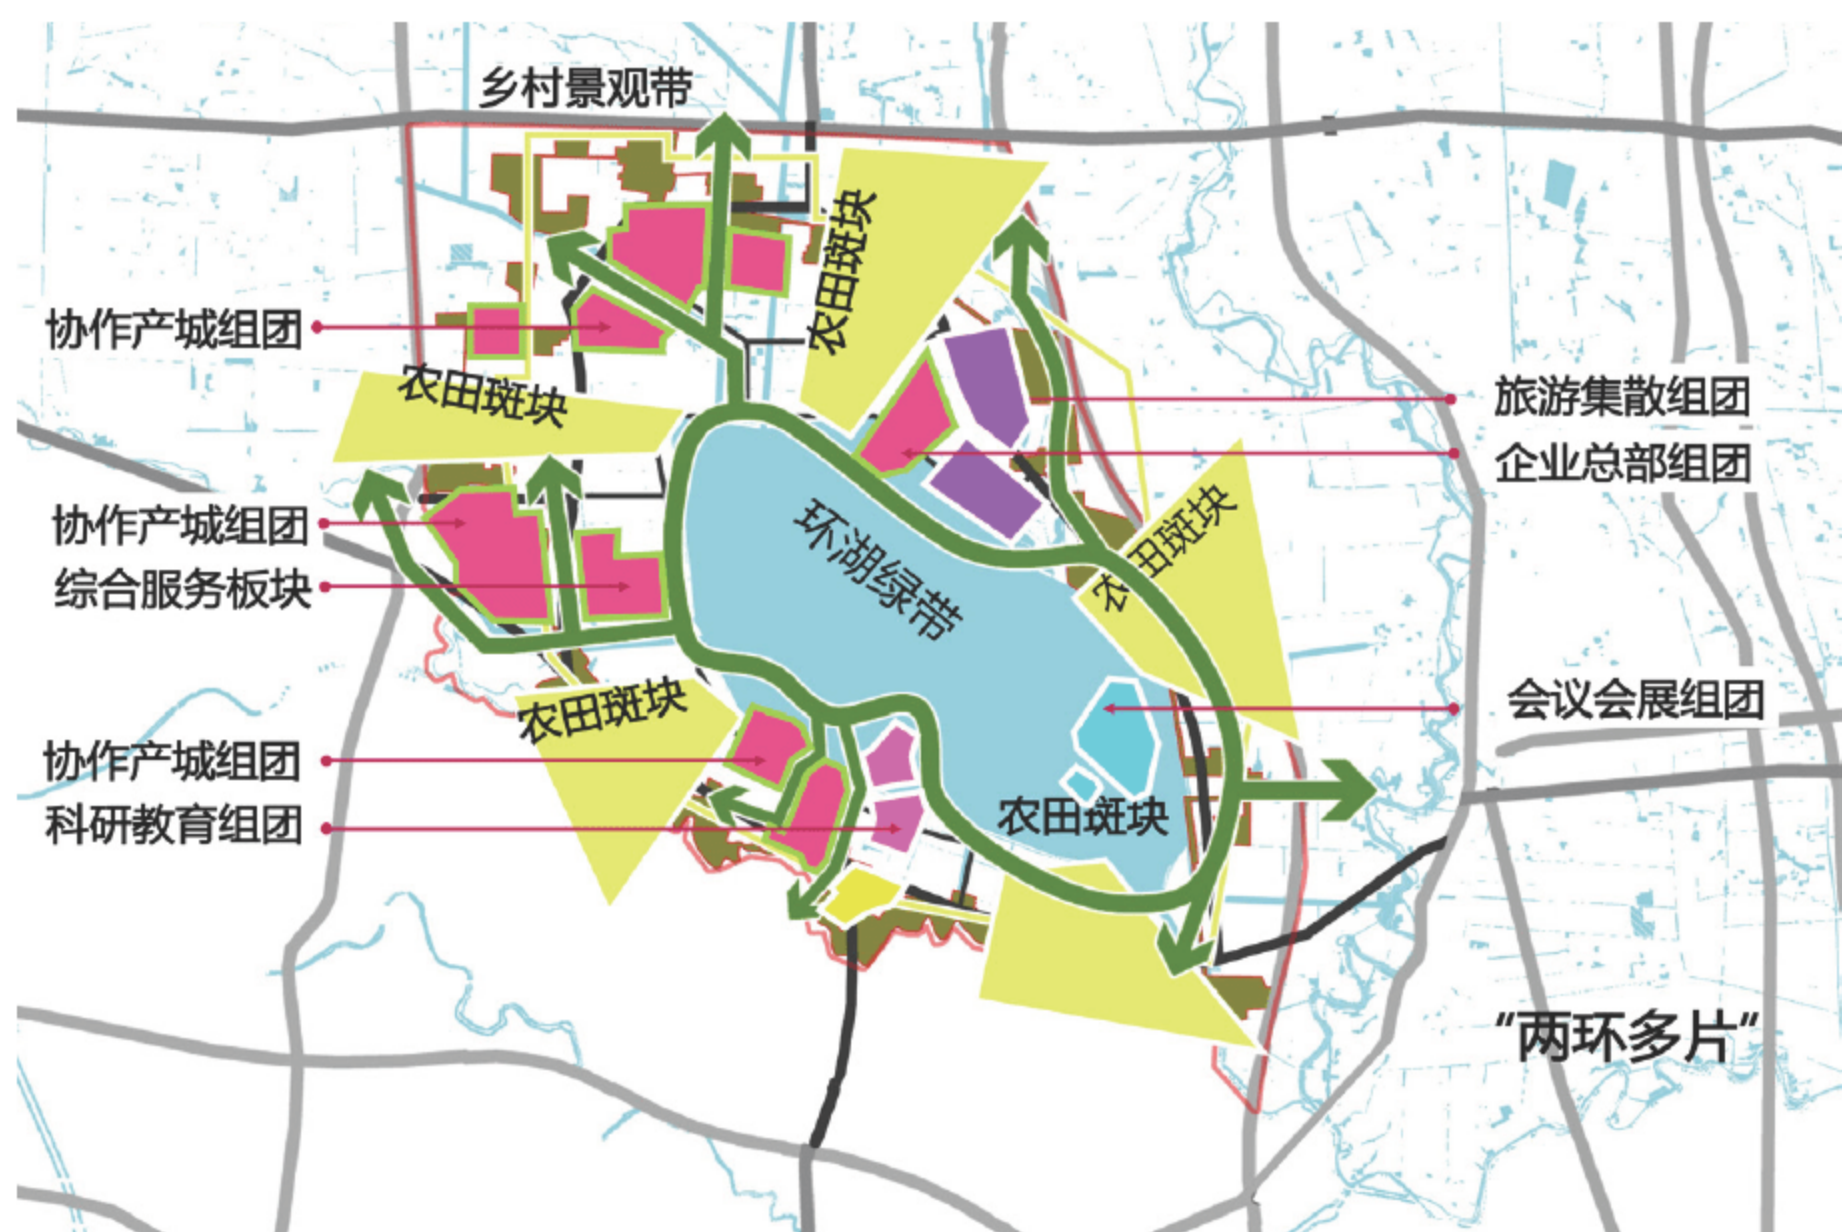 乡村景观带
农田斑块
协作产城组团
农田斑块
旅游集散组团
企业总部组团
协作产城组团
综合服务板块
环湖绿带
农田斑块
农田斑块
会议会展组团
协作产城组团
科研教育组团
农田斑块
“两环多片“